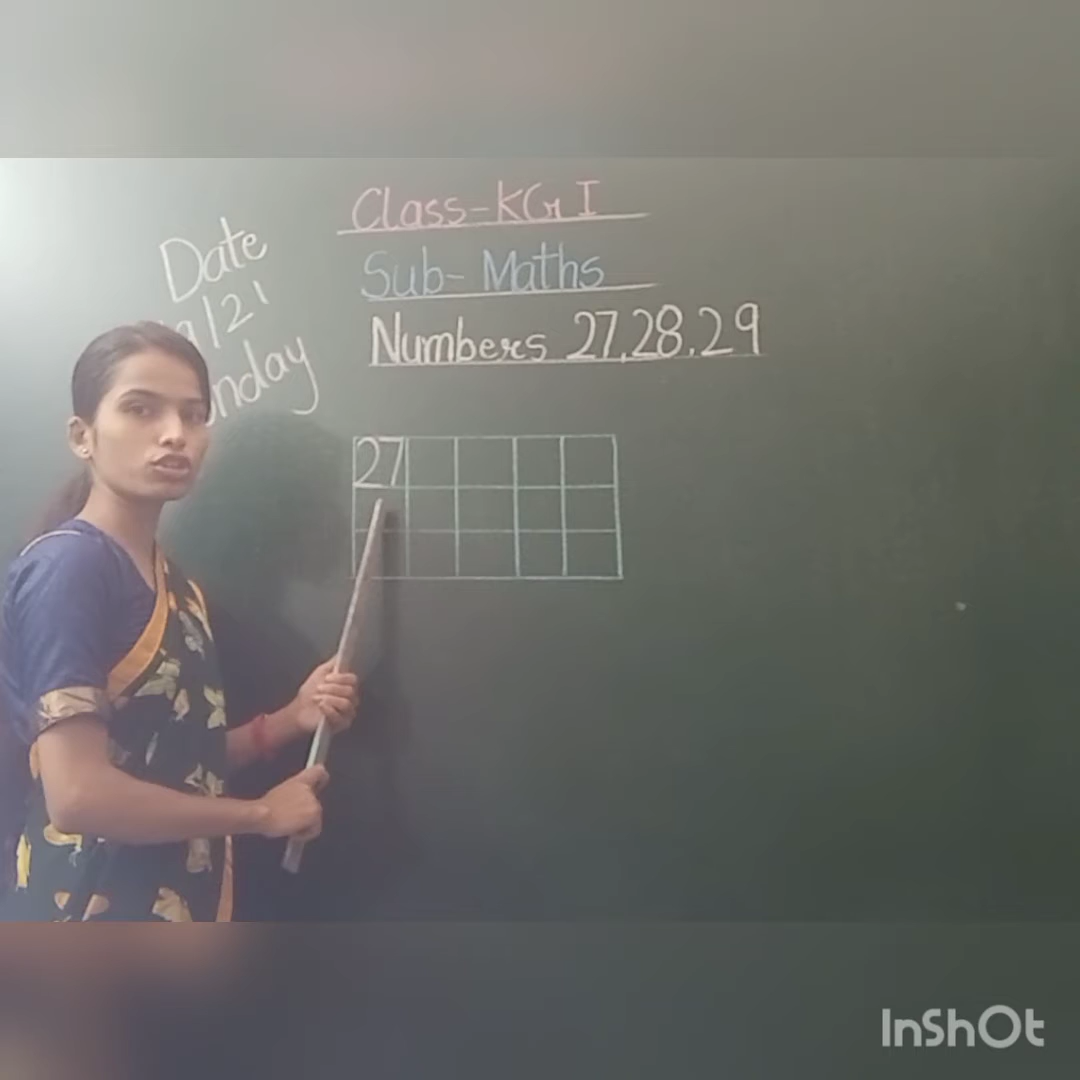 Class-KG I
Sub- Maths
Numbers 27,28,29
Date
/21
27
InShOt